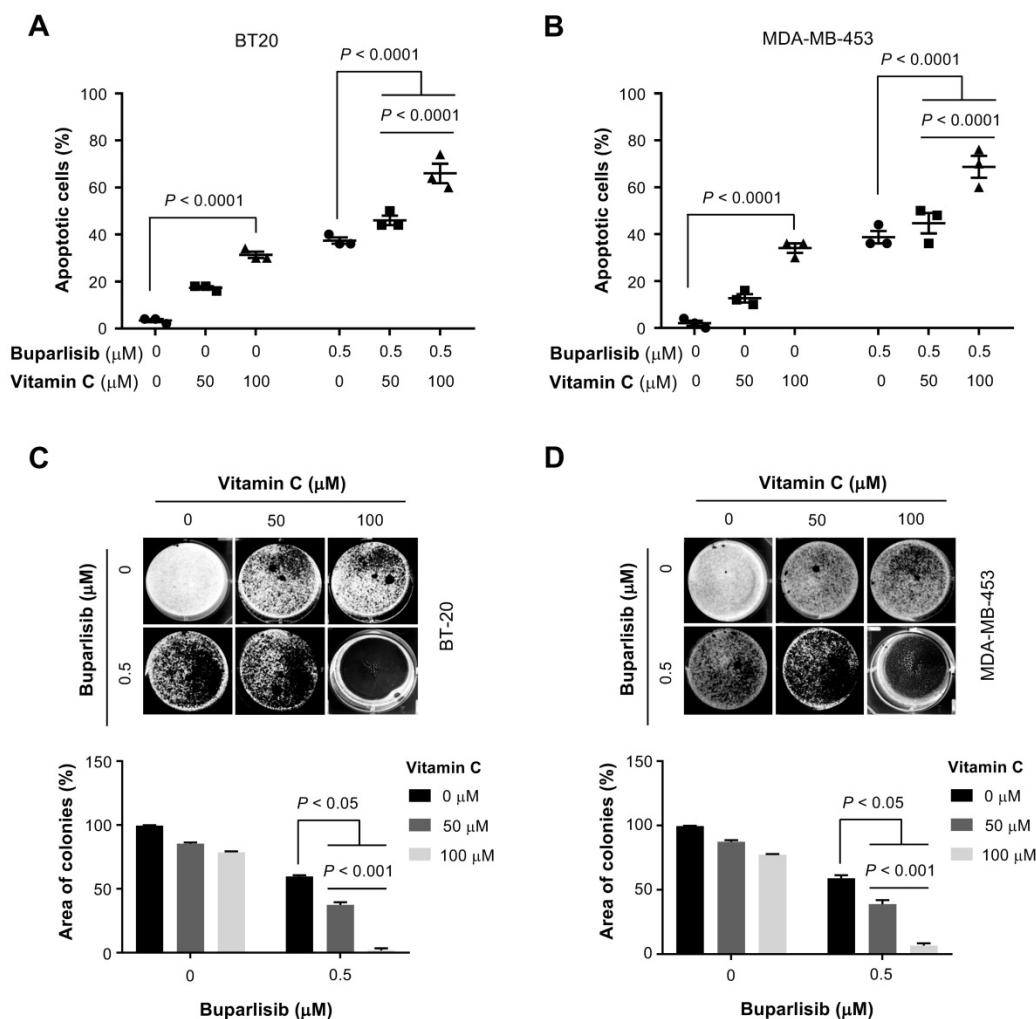 A
BT20
P < 0.0001
P < 0.0001
P < 0.0001
Apoptotic cells (%)
100
80
60
40
20
0
Buparlisib (μM) 0 0 0 0.5 0.5 0.5
Vitamin C (μM) 0 50 100 0 50 100
B
MDA-MB-453
P < 0.0001
P < 0.0001
P < 0.0001
Apoptotic cells (%)
100
80
60
40
20
0
Buparlisib (μM) 0 0 0 0.5 0.5 0.5
Vitamin C (μM) 0 50 100 0 50 100
C
Vitamin C (μM)
0 50 100
Buparlisib (μM)
0
0.5
BT-20
Area of colonies (%)
150
100
50
0
P < 0.05
P < 0.001
Vitamin C
0 μM
50 μM
100 μM
0 0.5
Buparlisib (μM)
D
Vitamin C (μM)
0 50 100
Buparlisib (μM)
0
0.5
MDA-MB-453
Area of colonies (%)
150
100
50
0
P < 0.05
P < 0.001
Vitamin C
0 μM
50 μM
100 μM
0 0.5
Buparlisib (μM)